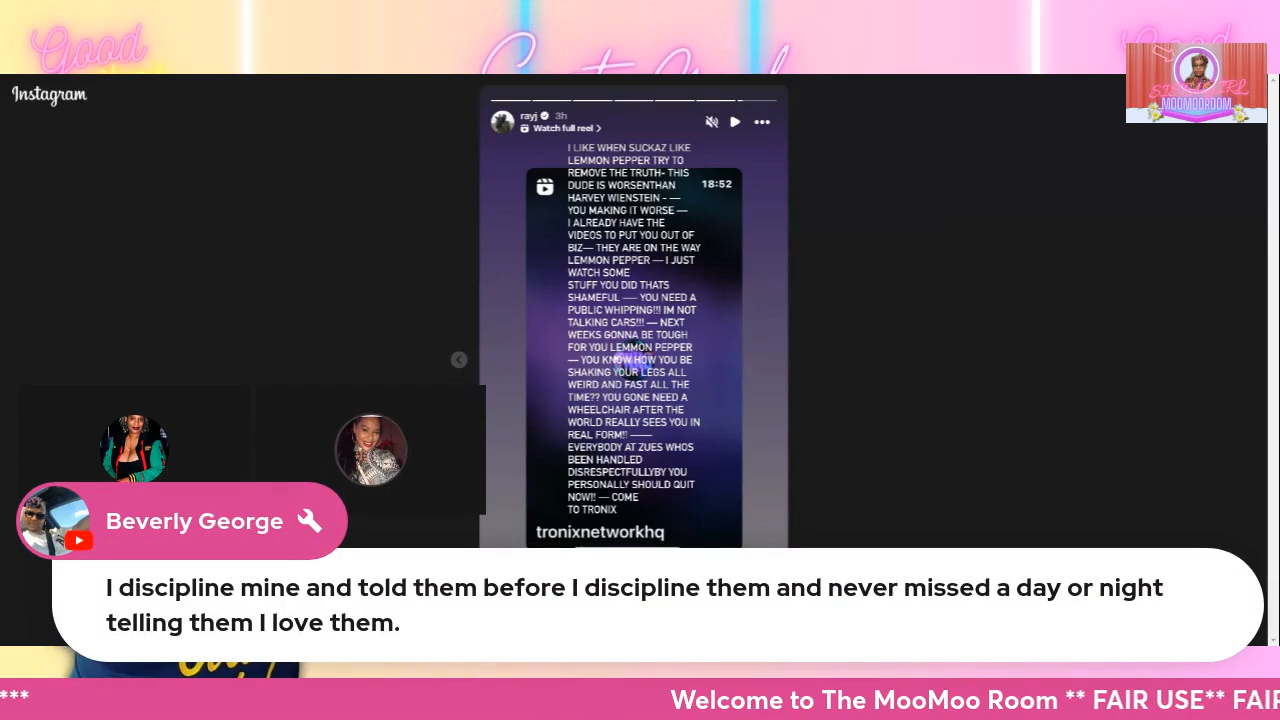 Good
Good
Instagram
SISTAGIRL
MOOMOOROOM
rayj 3h
Watch full reel >
I LIKE WHEN SUCKAZ LIKE
LEMMON PEPPER TRY TO
REMOVE THE TRUTH- THIS
DUDE IS WORSENTHAN
18:52
HARVEY WIENSTEIN - —
YOU MAKING IT WORSE —
I ALREADY HAVE THE
VIDEOS TO PUT YOU OUT OF
BIZ— THEY ARE ON THE WAY
LEMMON PEPPER — I JUST
WATCH SOME
STUFF YOU DID THATS
SHAMEFUL —– YOU NEED A
PUBLIC WHIPPING!!! IM NOT
TALKING CARS!!! — NEXT
WEEKS GONNA BE TOUGH
FOR YOU LEMMON PEPPER
— YOU KNOW HOW YOU BE
SHAKING YOUR LEGS ALL
WEIRD AND FAST ALL THE
TIME?? YOU GONE NEED A
WHEELCHAIR AFTER THE
WORLD REALLY SEES YOU IN
REAL FORM!! —–
EVERYBODY AT ZUES WHOS
BEEN HANDLED
DISRESPECTFULLYBY YOU
PERSONALLY SHOULD QUIT
NOW!! — COME
TO TRONIX
tronixnetworkhq
Beverly George
I discipline mine and told them before I discipline them and never missed a day or night
telling them I love them.
*** Welcome to The MooMoo Room ** FAIR USE** FAIR